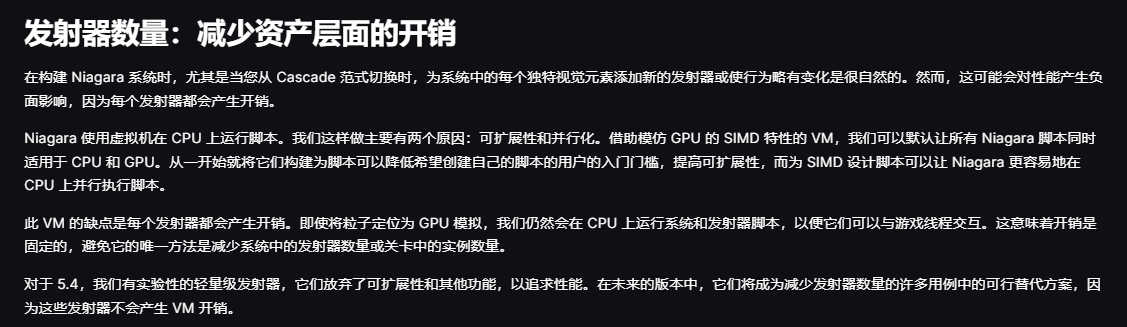 发射器数量：减少资产层面的开销
在构建 Niagara 系统时，尤其是当您从 Cascade 范式切换时，为系统中的每个独特视觉元素添加新的发射器或使行为略有变化是很自然的。然而，这可能会对性能产生负
面影响，因为每个发射器都会产生开销。
Niagara 使用虚拟机在 CPU 上运行脚本。我们这样做主要有两个原因：可扩展性和并行化。借助模仿 GPU 的 SIMD 特性的 VM，我们可以默认让所有 Niagara 脚本同时
适用于 CPU 和 GPU。从一开始就将它们构建为脚本可以降低希望创建自己的脚本的用户的入门门槛，提高可扩展性，而为 SIMD 设计脚本可以让 Niagara 更容易地在
CPU 上并行执行脚本。
此 VM 的缺点是每个发射器都会产生开销。即使将粒子定位为 GPU 模拟，我们仍然会在 CPU 上运行系统和发射器脚本，以便它们可以与游戏线程交互。这意味着开销是
固定的，避免它的唯一方法是减少系统中的发射器数量或关卡中的实例数量。
对于 5.4，我们有实验性的轻量级发射器，它们放弃了可扩展性和其他功能，以追求性能。在未来的版本中，它们将成为减少发射器数量的许多用例中的可行替代方案，因
为这些发射器不会产生 VM 开销。